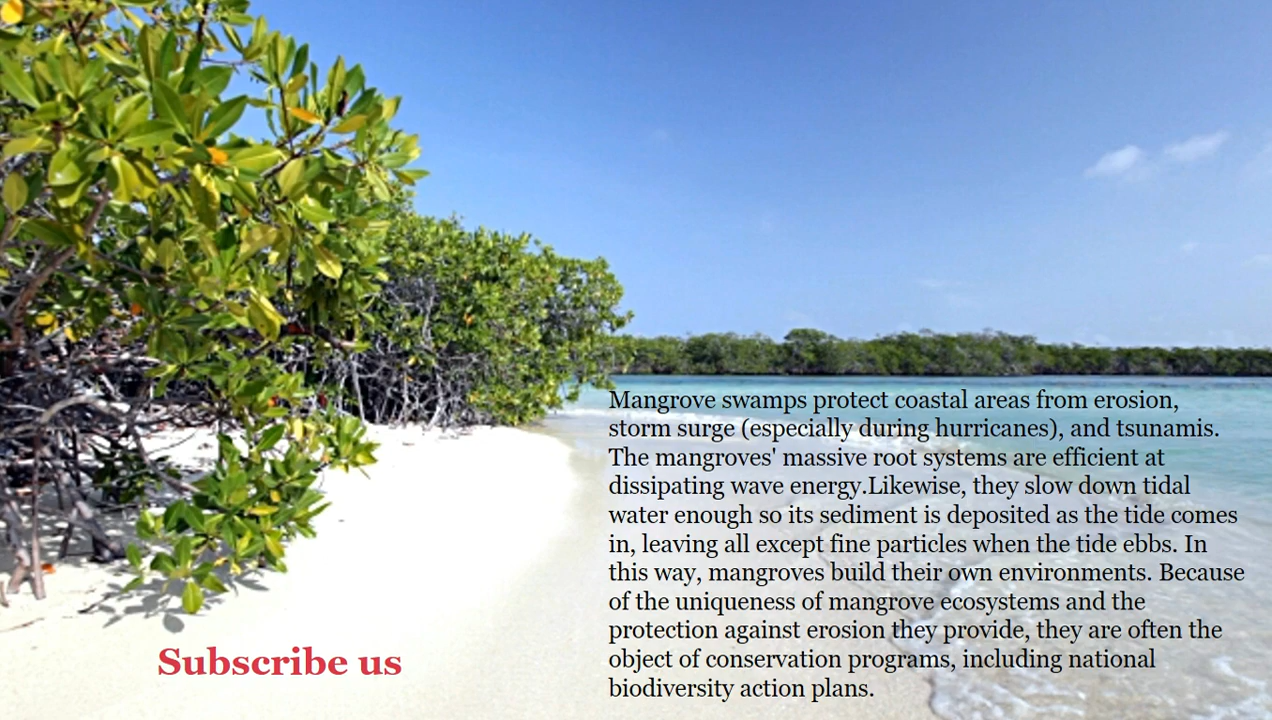 Mangrove swamps protect coastal areas from erosion,
storm surge (especially during hurricanes), and tsunamis.
The mangroves' massive root systems are efficient at
dissipating wave energy.Likewise, they slow down tidal
water enough so its sediment is deposited as the tide comes
in, leaving all except fine particles when the tide ebbs. In
this way, mangroves build their own environments. Because
of the uniqueness of mangrove ecosystems and the
protection against erosion they provide, they are often the
object of conservation programs, including national
biodiversity action plans.
Subscribe us